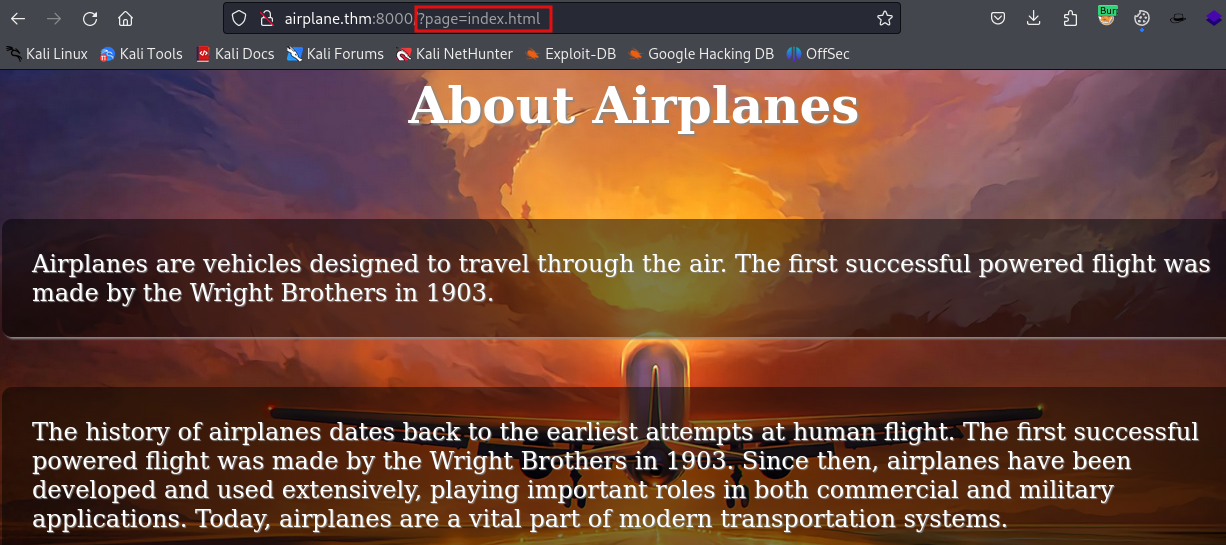 airplane.thm:8000/?page=index.html
Burr
Kali Linux Kali Tools Kali Docs Kali Forums Kali NetHunter Exploit-DB Google Hacking DB OffSec
About Airplanes
Airplanes are vehicles designed to travel through the air. The first successful powered flight was
made by the Wright Brothers in 1903.
The history of airplanes dates back to the earliest attempts at human flight. The first successful
powered flight was made by the Wright Brothers in 1903. Since then, airplanes have been
developed and used extensively, playing important roles in both commercial and military
applications. Today, airplanes are a vital part of modern transportation systems.